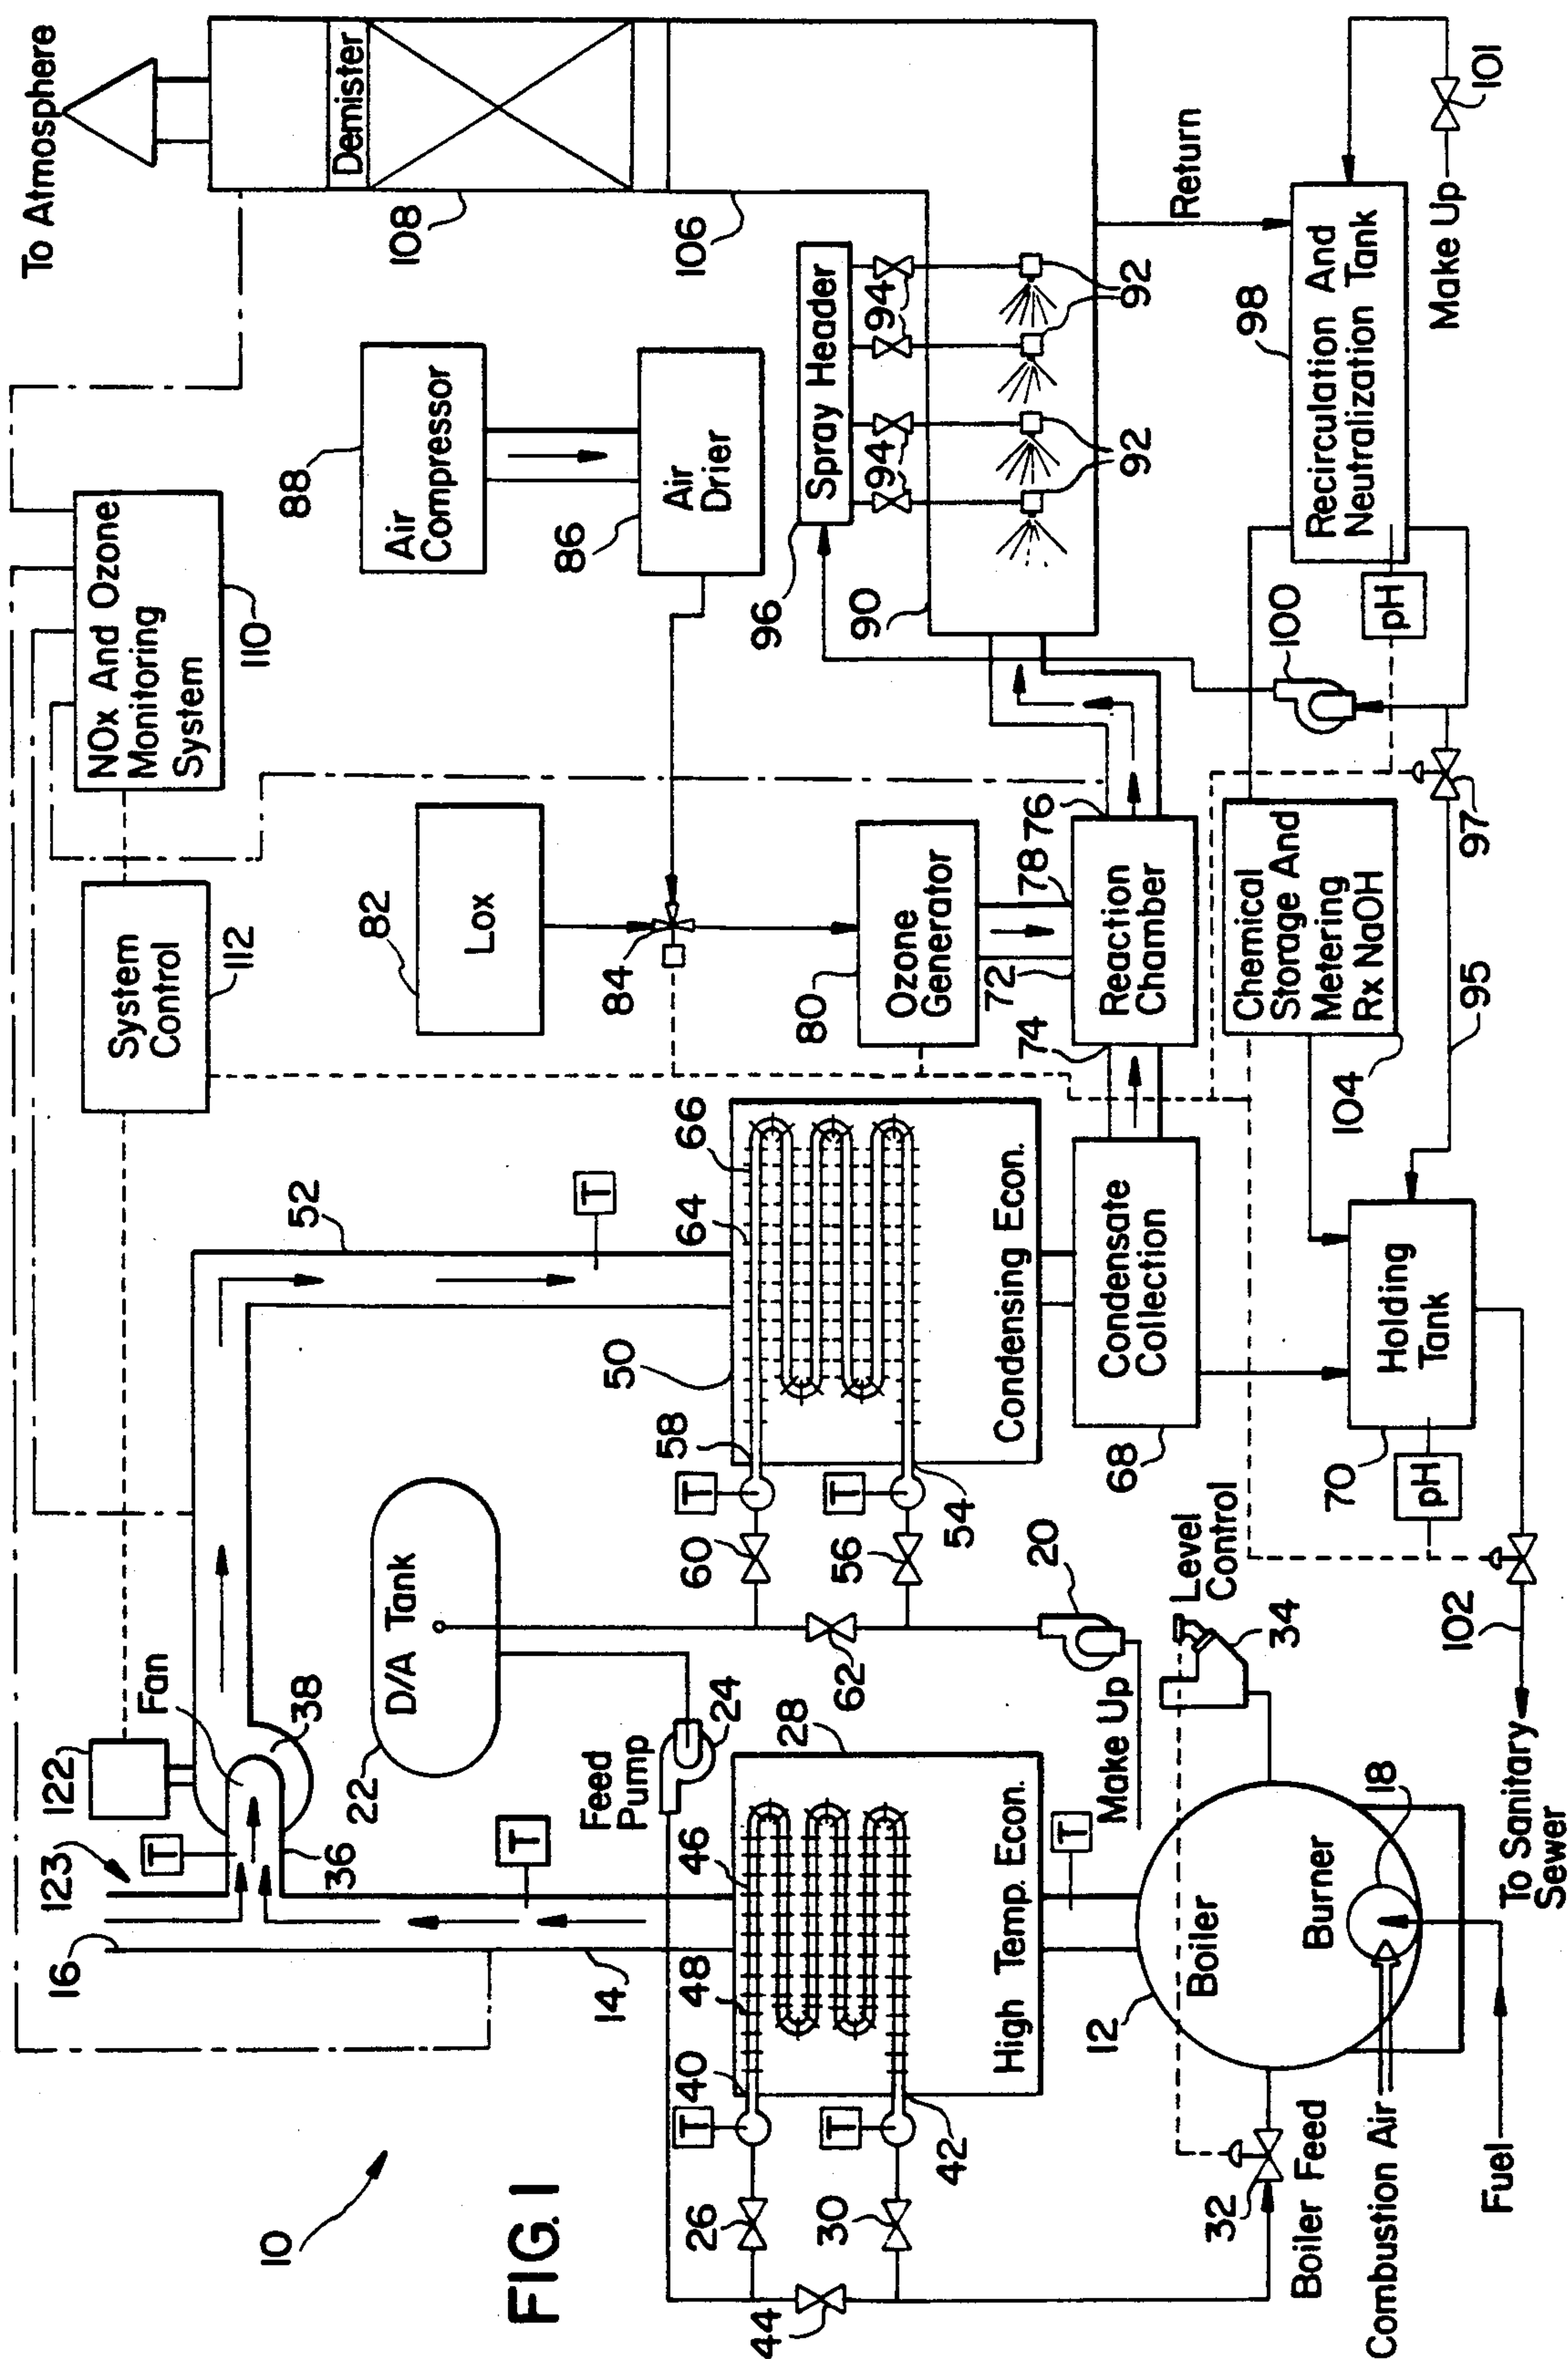 10
FIG. 1
16
123
122
T
Fan
36
38
14
T
52
T
System
Control
112
NOx And Ozone
Monitoring
System
110
To Atmosphere
Demister
108
106
22
D/A Tank
Feed
Pump
24
82
Lox
84
88
Air
Compressor
86
Air
Drier
44
26
T
40
48
46
30
T
42
28
High Temp. Econ.
62
60
T
58
50
64
66
56
T
54
Condensing Econ.
80
Ozone
Generator
96
Spray Header
94
94
90
92
92
20
Make Up
T
12
Boiler
Burner
18
32
Boiler Feed
Combustion Air
Fuel
Level
Control
34
68
Condensate
Collection
72
74
78
76
Reaction
Chamber
Chemical
Storage And
Metering
Rx NaOH
104
100
Return
98
Recirculation And
Neutralization Tank
pH
70
Holding
Tank
pH
95
97
102
To Sanitary
Sewer
Make Up
101